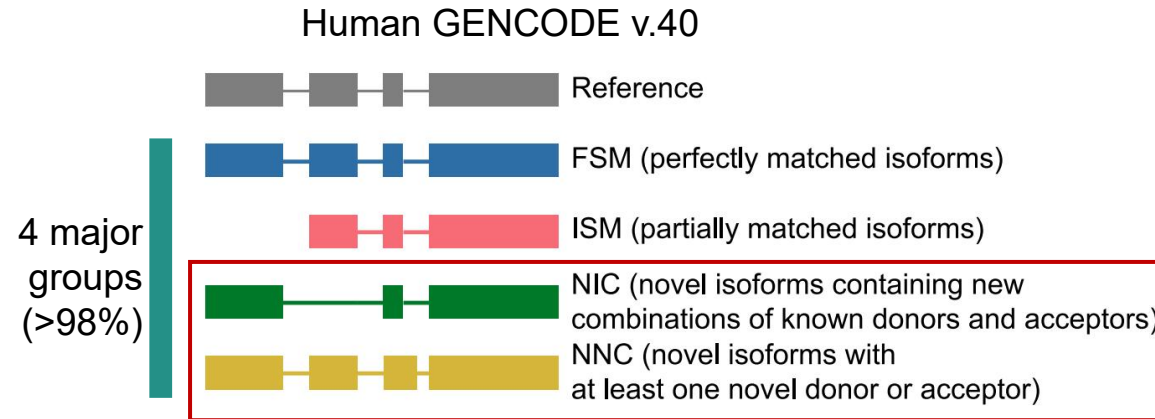 Human GENCODE v.40
Reference
FSM (perfectly matched isoforms)
ISM (partially matched isoforms)
4 major
groups
(>98%)
NIC (novel isoforms containing new
combinations of known donors and acceptors)
NNC (novel isoforms with
at least one novel donor or acceptor)